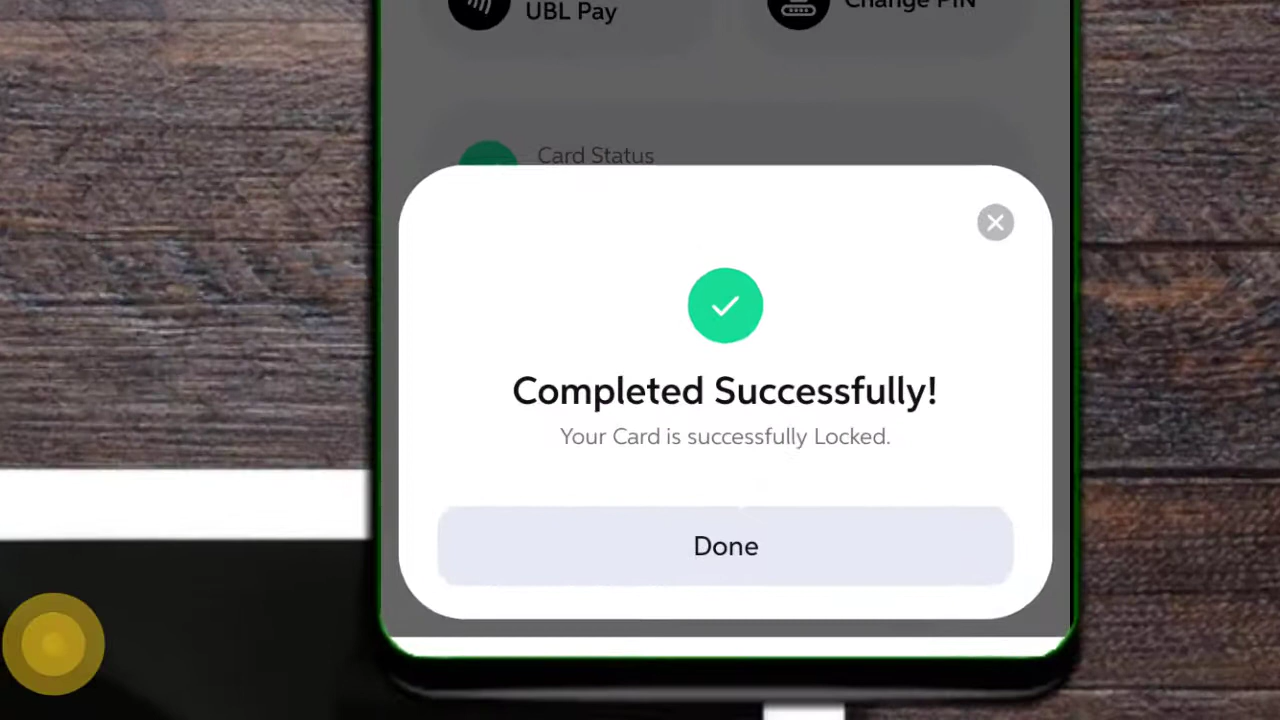 UBL Pay
Change PIN
Card Status
Completed Successfully!
Your Card is successfully Locked.
Done